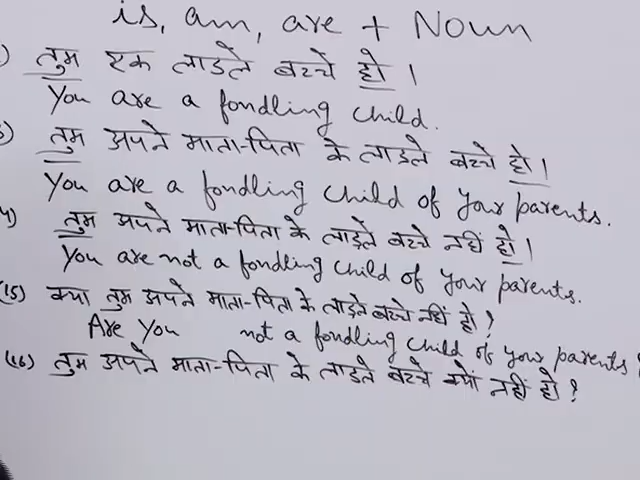 is, am, are + Noun
) तुम एक लाडले बच्चे हो ।
You are a fondling child.
3) तुम अपने माता-पिता के लाडले बच्चे हो ।
You are a fondling child of your parents.
4) तुम अपने माता-पिता के लाड़ले बच्चे नहीं हो ।
You are not a fondling child of your parents.
(15) क्या तुम अपने माता-पिता के लाडले बच्चे नहीं हो ?
Are you not a fondling child of your parents?
(16) तुम अपने माता-पिता के लाडले बच्चे क्यों नहीं हो ?